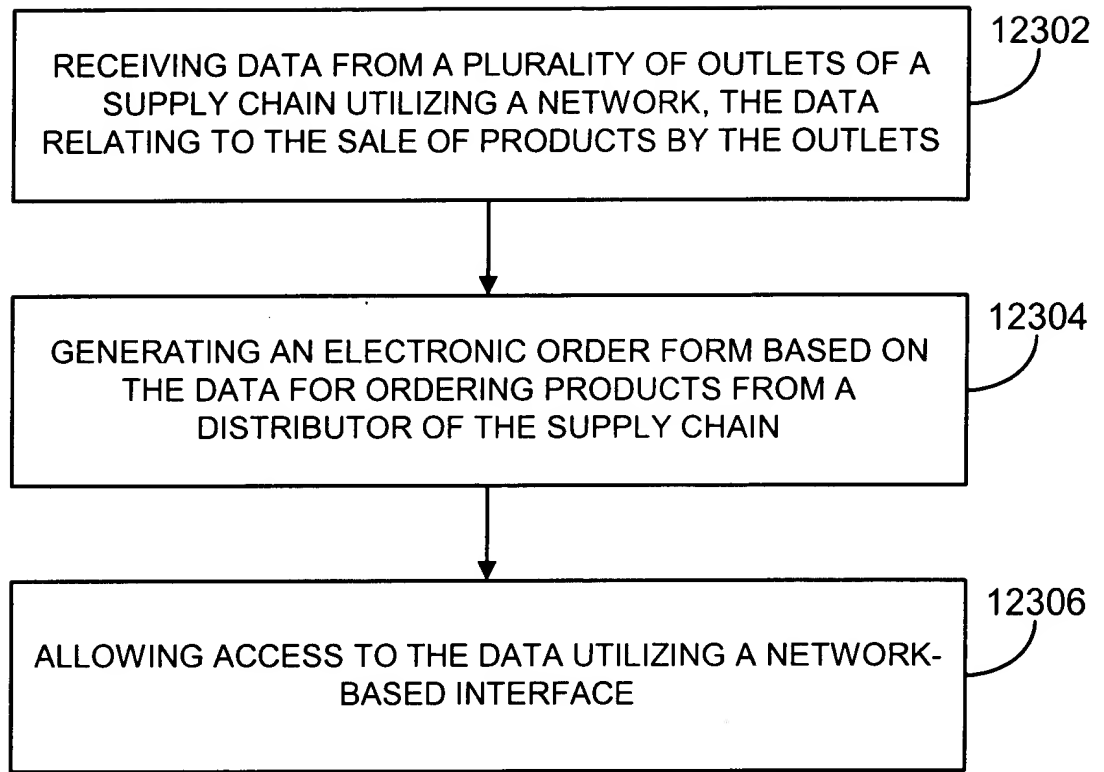 12302
RECEIVING DATA FROM A PLURALITY OF OUTLETS OF A
SUPPLY CHAIN UTILIZING A NETWORK, THE DATA
RELATING TO THE SALE OF PRODUCTS BY THE OUTLETS
12304
GENERATING AN ELECTRONIC ORDER FORM BASED ON
THE DATA FOR ORDERING PRODUCTS FROM A
DISTRIBUTOR OF THE SUPPLY CHAIN
12306
ALLOWING ACCESS TO THE DATA UTILIZING A NETWORK-
BASED INTERFACE